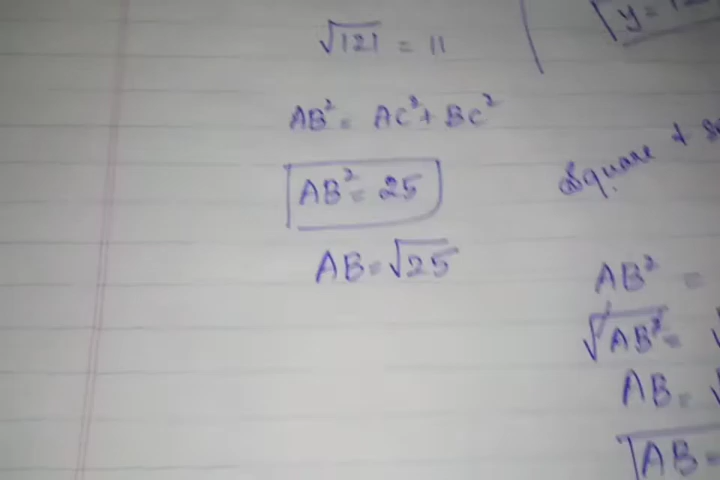 √121 = 11
AB² = AC² + BC²
AB² = 25
AB = √25
y =
Square
AB² =
√AB² = √
AB = √
AB =